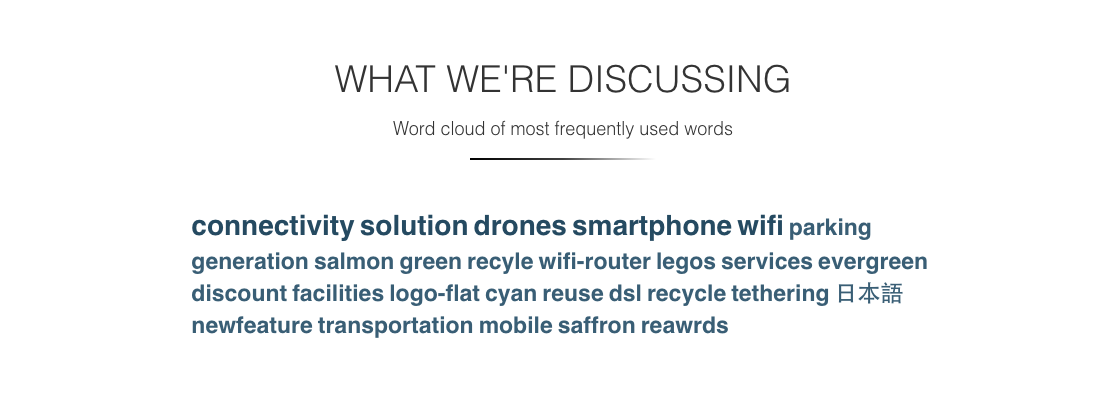 WHAT WE'RE DISCUSSING
Word cloud of most frequently used words
connectivity solution drones smartphone wifi parking
generation salmon green recyle wifi-router legos services evergreen
discount facilities logo-flat cyan reuse dsl recycle tethering 日本語
newfeature transportation mobile saffron reawrds